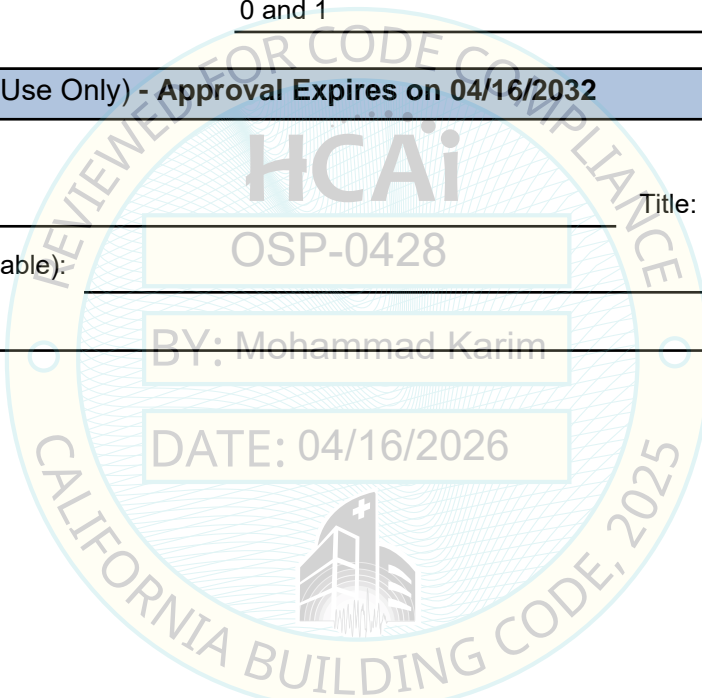 0 and 1
Use Only) - Approval Expires on 04/16/2032
REVIEWED FOR CODE COMPLIANCE
HCAi
Title:
OSP-0428
able):
BY: Mohammad Karim
DATE: 04/16/2026
CALIFORNIA BUILDING CODE, 2025